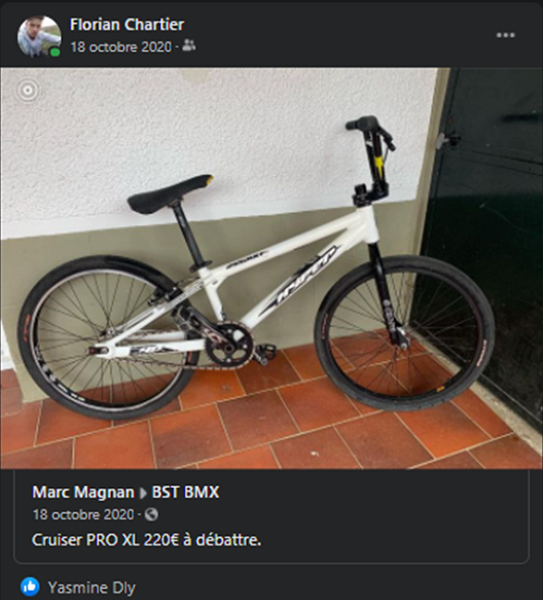 Florian Chartier
18 octobre 2020 ·
Marc Magnan ▸ BST BMX
18 octobre 2020 ·
Cruiser PRO XL 220€ à débattre.
Yasmine Dly